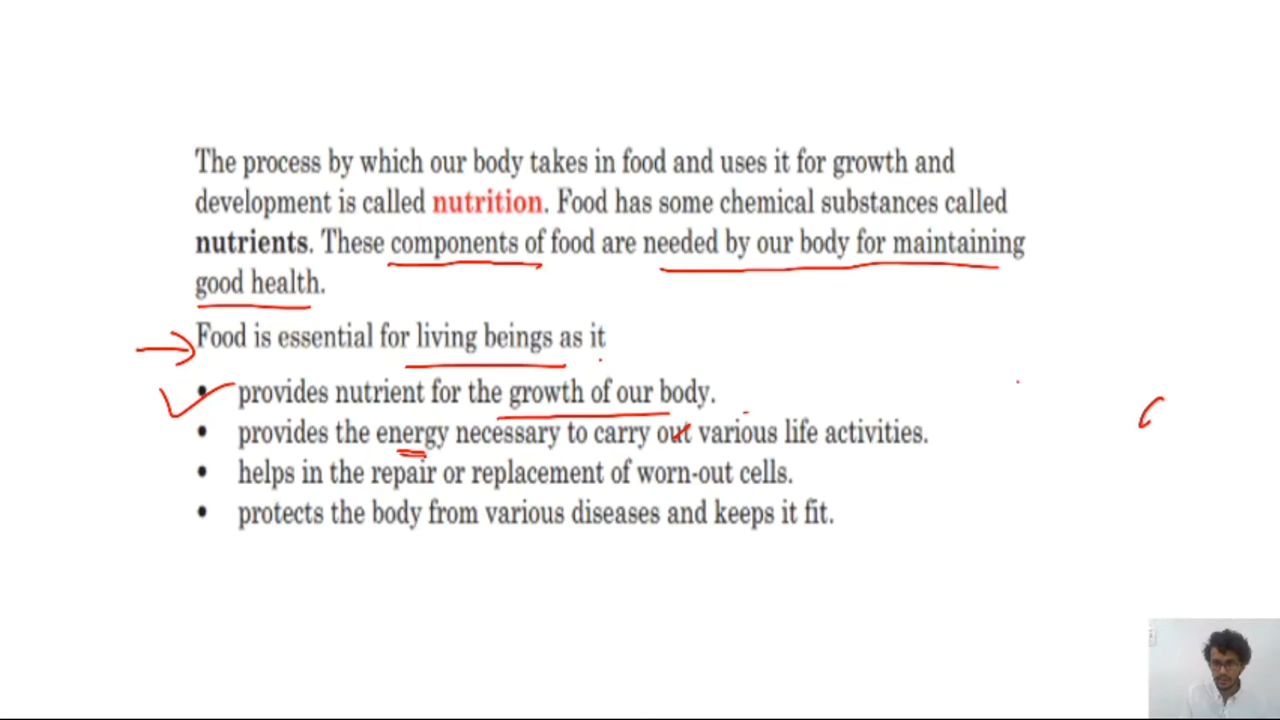 The process by which our body takes in food and uses it for growth and
development is called nutrition. Food has some chemical substances called
nutrients. These components of food are needed by our body for maintaining
good health.
Food is essential for living beings as it
• provides nutrient for the growth of our body.
• provides the energy necessary to carry out various life activities.
• helps in the repair or replacement of worn-out cells.
• protects the body from various diseases and keeps it fit.